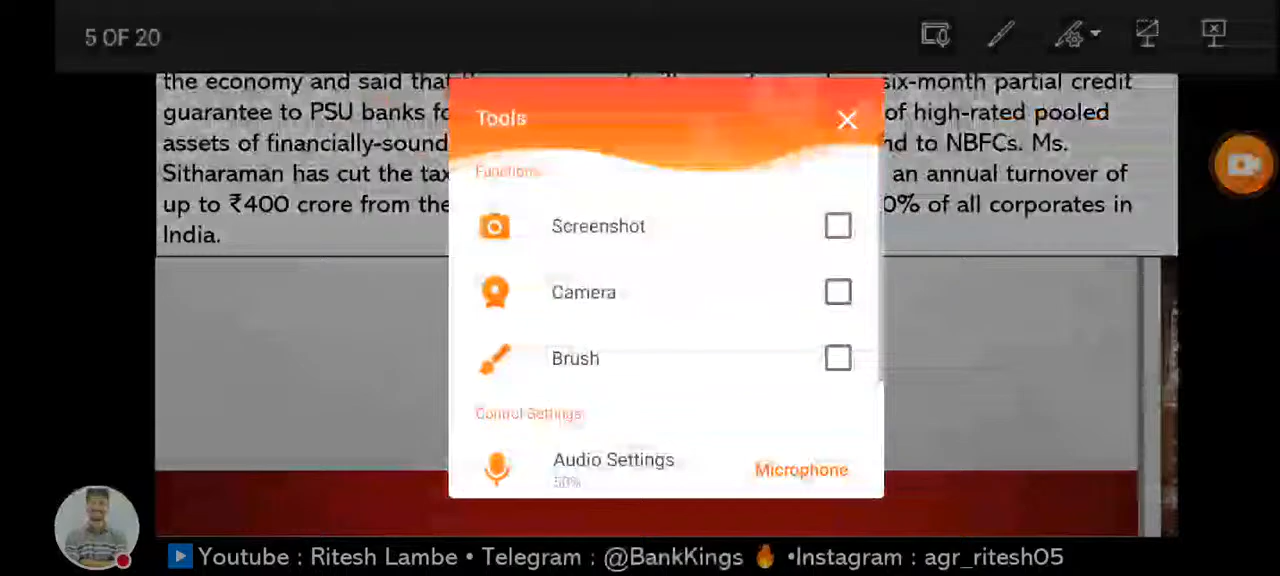 5 OF 20
the economy and said that six-month partial credit
guarantee to PSU banks fo of high-rated pooled
assets of financially-sound nd to NBFCs. Ms.
Sitharaman has cut the tax an annual turnover of
up to ₹400 crore from the 0% of all corporates in
India.
Tools
Functions
Screenshot
Camera
Brush
Control Settings
Audio Settings Microphone
50%
Youtube : Ritesh Lambe • Telegram : @BankKings 🔥 •Instagram : agr_ritesh05